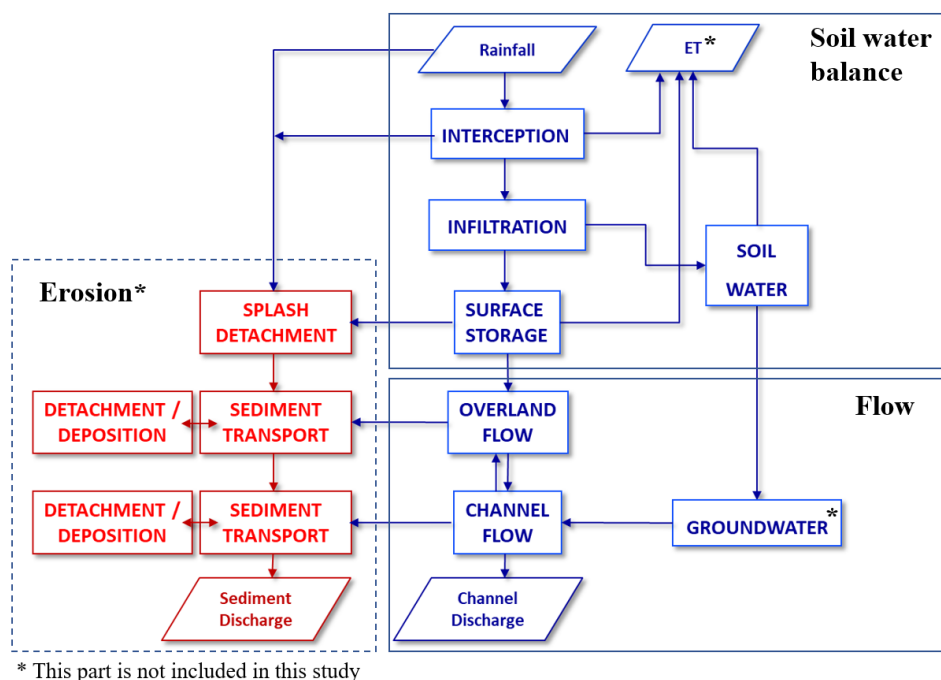 Soil water
balance
Rainfall
ET*
INTERCEPTION
INFILTRATION
SOIL
WATER
Erosion*
SPLASH
DETACHMENT
SURFACE
STORAGE
Flow
DETACHMENT /
DEPOSITION
SEDIMENT
TRANSPORT
OVERLAND
FLOW
DETACHMENT /
DEPOSITION
SEDIMENT
TRANSPORT
CHANNEL
FLOW
GROUNDWATER*
Sediment
Discharge
Channel
Discharge
* This part is not included in this study